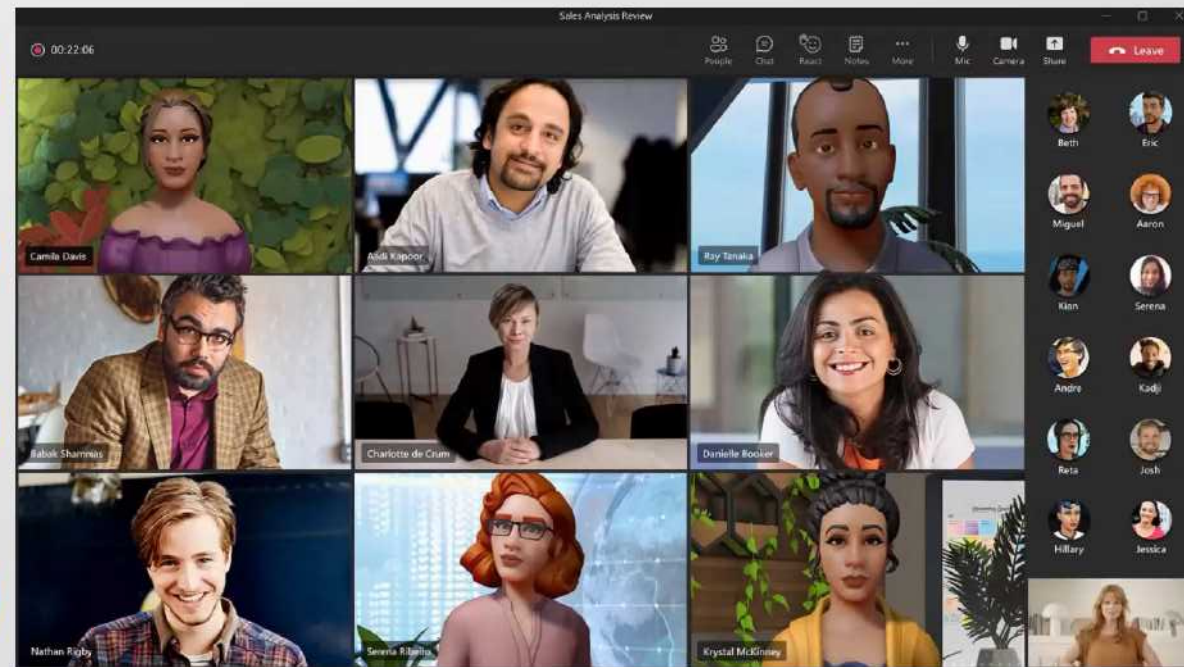 Sales Analysis Review
00:22:06
People Chat React Notes More Mic Camera Share Leave
Camila Davis
Aadi Kapoor
Ray Tanaka
Beth Eric
Miguel Aaron
Kian Serena
Babak Shammas
Charlotte de Crum
Danielle Booker
Andre Kadji
Reta Josh
Hillary Jessica
Nathan Rigby
Serena Ribeiro
Krystal McKinney